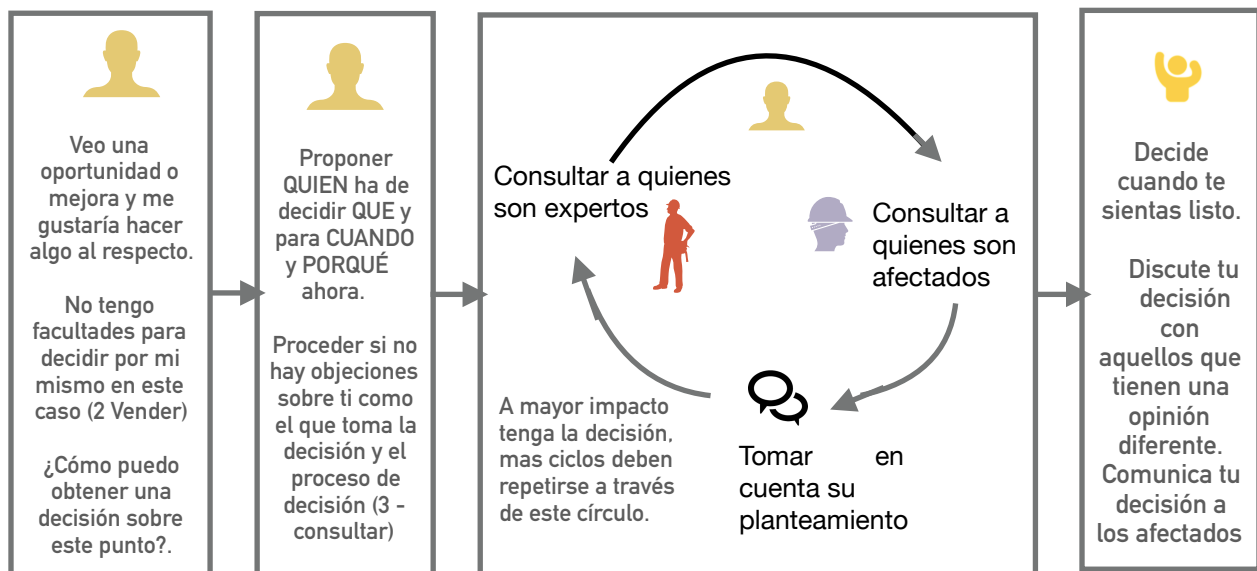 Veo una
oportunidad o
mejora y me
gustaría hacer
algo al respecto.
No tengo
facultades para
decidir por mi
mismo en este
caso (2 Vender)
¿Cómo puedo
obtener una
decisión sobre
este punto?.
Proponer
QUIEN ha de
decidir QUE y
para CUANDO
y PORQUÉ
ahora.
Proceder si no
hay objeciones
sobre ti como
el que toma la
decisión y el
proceso de
decisión (3 -
consultar)
Consultar a quienes
son expertos
Consultar a
quienes son
afectados
Tomar en
cuenta su
planteamiento
A mayor impacto
tenga la decisión,
mas ciclos deben
repetirse a través
de este círculo.
Decide
cuando te
sientas listo.
Discute tu
decisión
con
aquellos que
tienen una
opinión
diferente.
Comunica tu
decisión a
los afectados